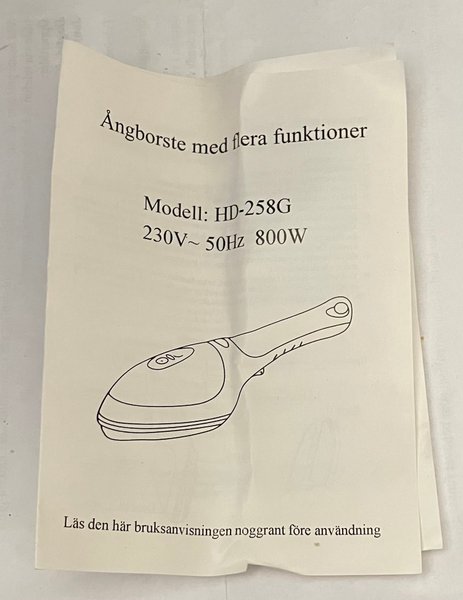 Ångborste med flera funktioner
Modell: HD-258G
230V~ 50Hz 800W
Läs den här bruksanvisningen noggrant före användning